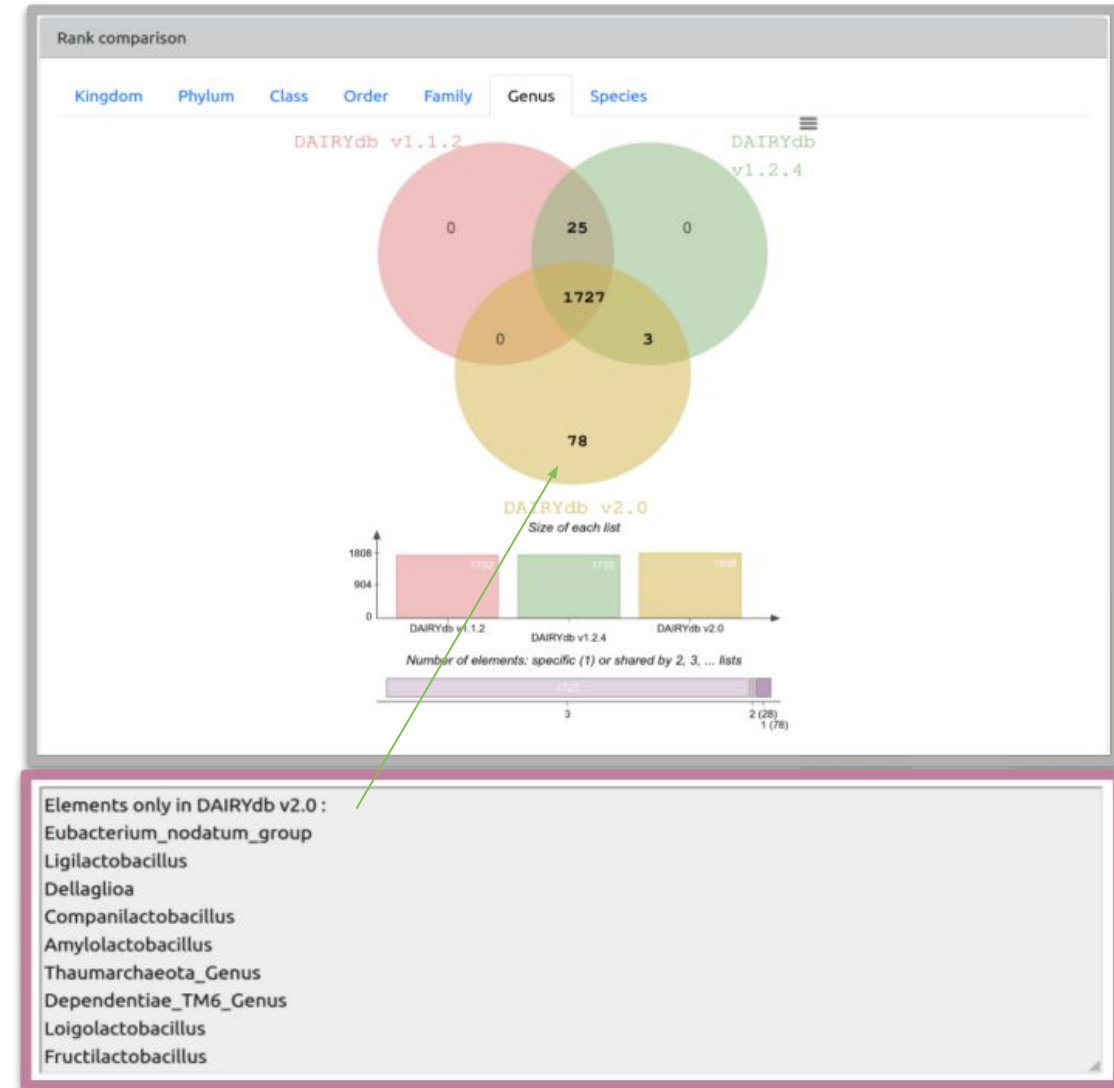 Rank comparison
Kingdom Phylum Class Order Family Genus Species
DAIRYdb v1.1.2
DAIRYdb
v1.2.4
0 25 0
1727
0 3
78
DAIRYdb v2.0
Size of each list
1808
904
0
1752 1755 1808
DAIRYdb v1.1.2 DAIRYdb v1.2.4 DAIRYdb v2.0
Number of elements: specific (1) or shared by 2, 3, ... lists
1727
3 2 (28)
1 (78)
Elements only in DAIRYdb v2.0 :
Eubacterium_nodatum_group
Ligilactobacillus
Dellaglioa
Companilactobacillus
Amylolactobacillus
Thaumarchaeota_Genus
Dependentiae_TM6_Genus
Loigolactobacillus
Fructilactobacillus